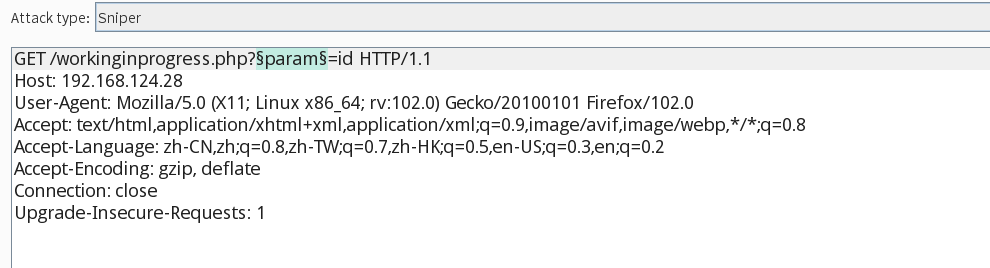 Attack type: Sniper
GET /workinginprogress.php?§param§=id HTTP/1.1
Host: 192.168.124.28
User-Agent: Mozilla/5.0 (X11; Linux x86_64; rv:102.0) Gecko/20100101 Firefox/102.0
Accept: text/html,application/xhtml+xml,application/xml;q=0.9,image/avif,image/webp,*/*;q=0.8
Accept-Language: zh-CN,zh;q=0.8,zh-TW;q=0.7,zh-HK;q=0.5,en-US;q=0.3,en;q=0.2
Accept-Encoding: gzip, deflate
Connection: close
Upgrade-Insecure-Requests: 1